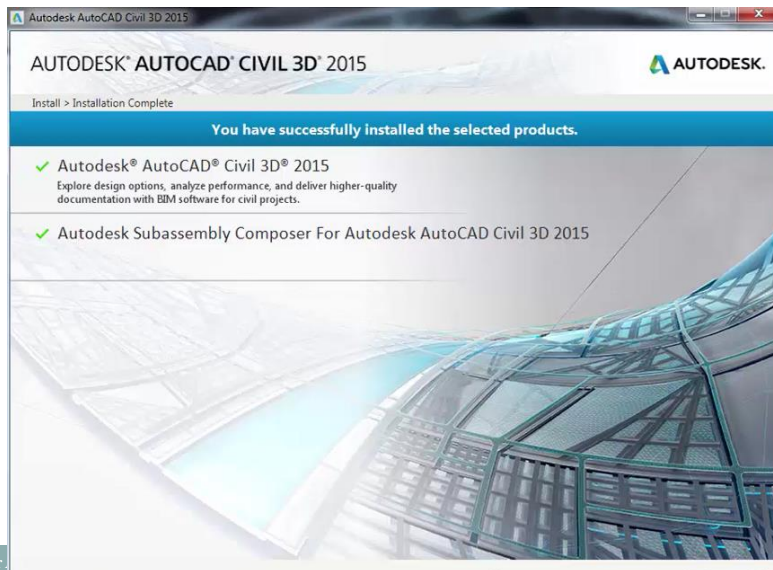 Autodesk AutoCAD Civil 3D 2015
AUTODESK® AUTOCAD® CIVIL 3D® 2015
AUTODESK.
Install > Installation Complete
You have successfully installed the selected products.
Autodesk® AutoCAD® Civil 3D® 2015
Explore design options, analyze performance, and deliver higher-quality
documentation with BIM software for civil projects.
Autodesk Subassembly Composer For Autodesk AutoCAD Civil 3D 2015